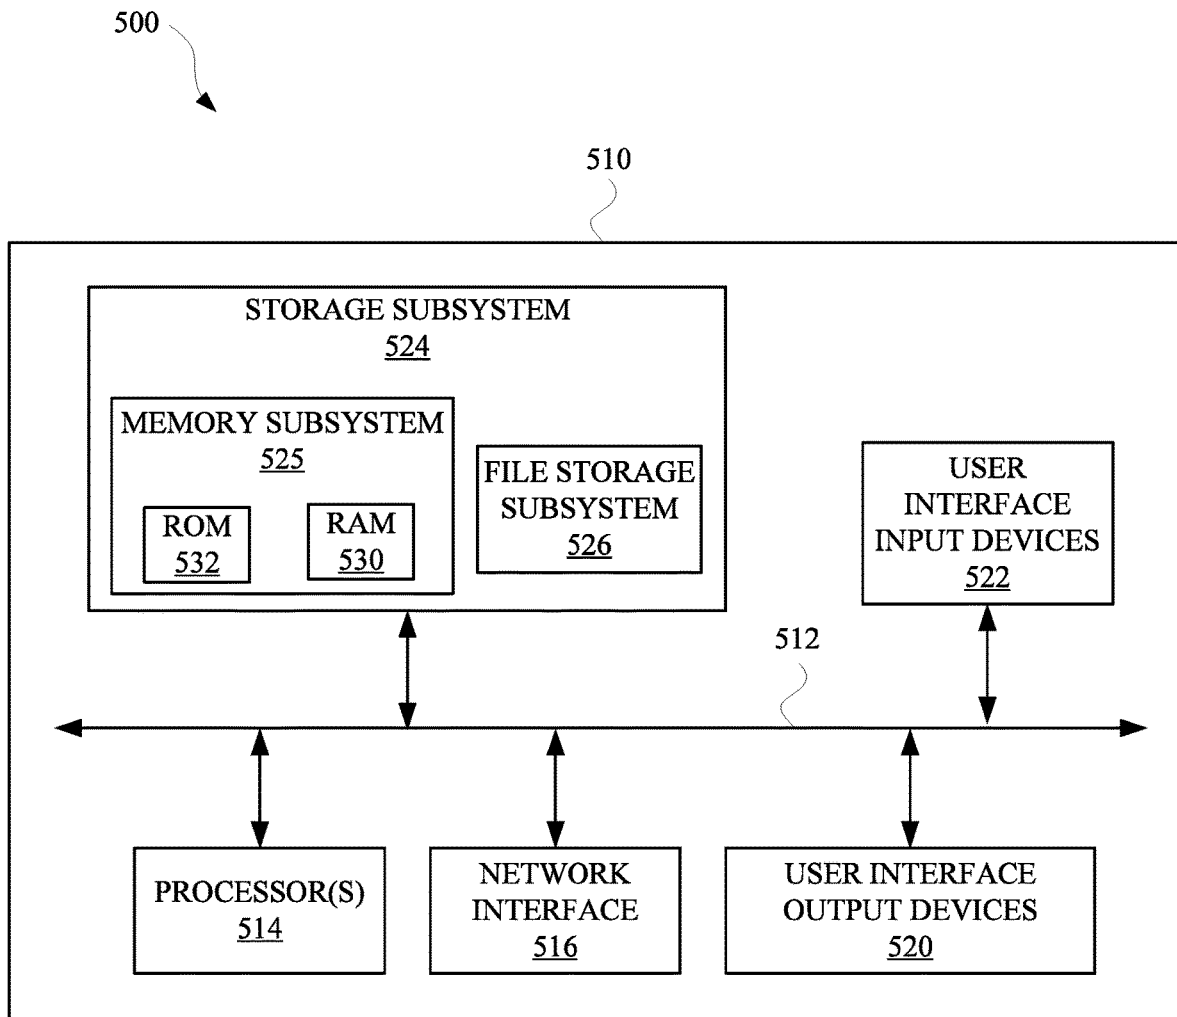 500
510
STORAGE SUBSYSTEM
524
MEMORY SUBSYSTEM
525
ROM
532
RAM
530
FILE STORAGE
SUBSYSTEM
526
USER
INTERFACE
INPUT DEVICES
522
512
PROCESSOR(S)
514
NETWORK
INTERFACE
516
USER INTERFACE
OUTPUT DEVICES
520